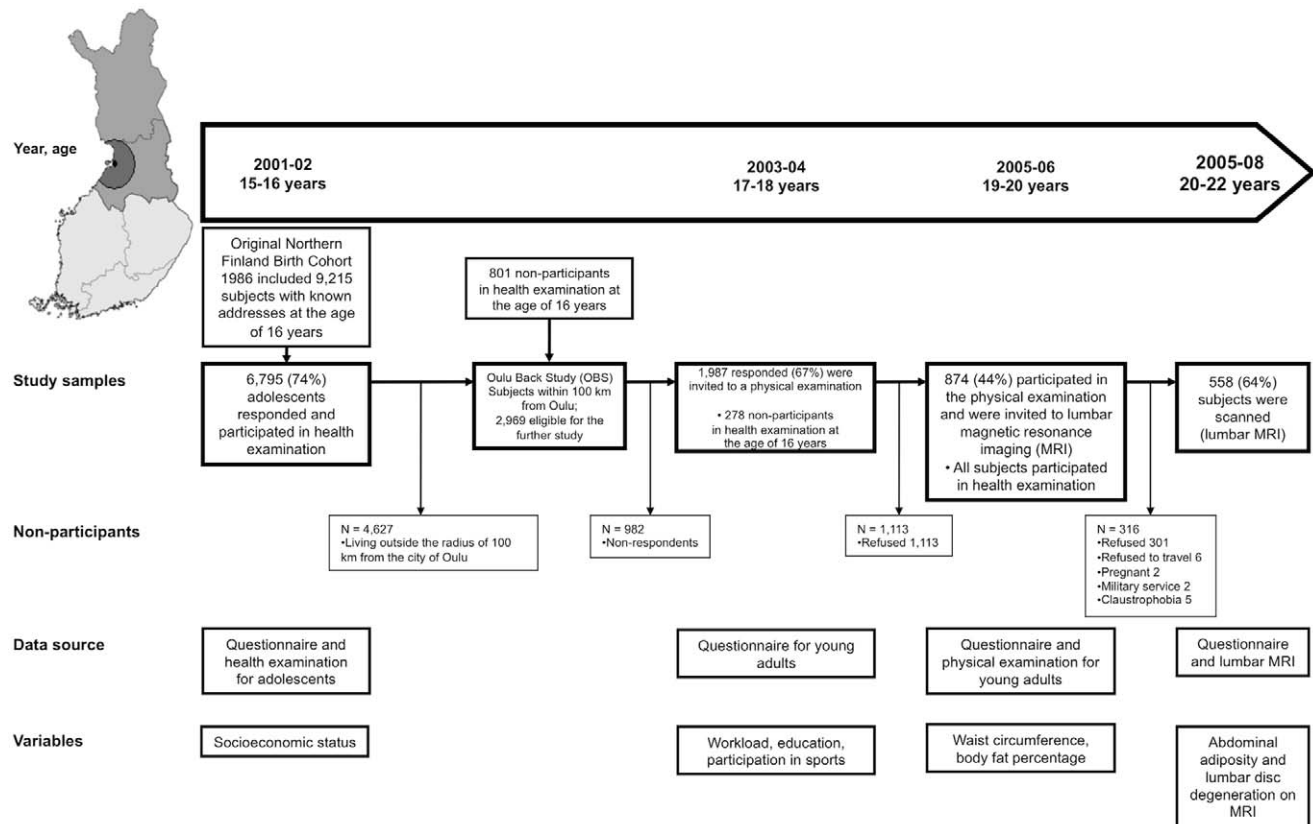 Year, age
2001-02
15-16 years
2003-04
17-18 years
2005-06
19-20 years
2005-08
20-22 years
Original Northern
Finland Birth Cohort
1986 included 9,215
subjects with known
addresses at the age
of 16 years
801 non-participants
in health examination at
the age of 16 years
Study samples
6,795 (74%)
adolescents
responded and
participated in health
examination
Oulu Back Study (OBS)
Subjects within 100 km
from Oulu;
2,969 eligible for the
further study
1,987 responded (67%) were
invited to a physical examination
• 278 non-participants
in health examination at
the age of 16 years
874 (44%) participated in
the physical examination
and were invited to lumbar
magnetic resonance
imaging (MRI)
• All subjects participated
in health examination
558 (64%)
subjects were
scanned
(lumbar MRI)
Non-participants
N = 4,627
•Living outside the radius of 100
km from the city of Oulu
N = 982
•Non-respondents
N = 1,113
•Refused 1,113
N = 316
•Refused 301
•Refused to travel 6
•Pregnant 2
•Military service 2
•Claustrophobia 5
Data source
Questionnaire and
health examination
for adolescents
Questionnaire for young
adults
Questionnaire and
physical examination for
young adults
Questionnaire
and lumbar MRI
Variables
Socioeconomic status
Workload, education,
participation in sports
Waist circumference,
body fat percentage
Abdominal
adiposity and
lumbar disc
degeneration on
MRI